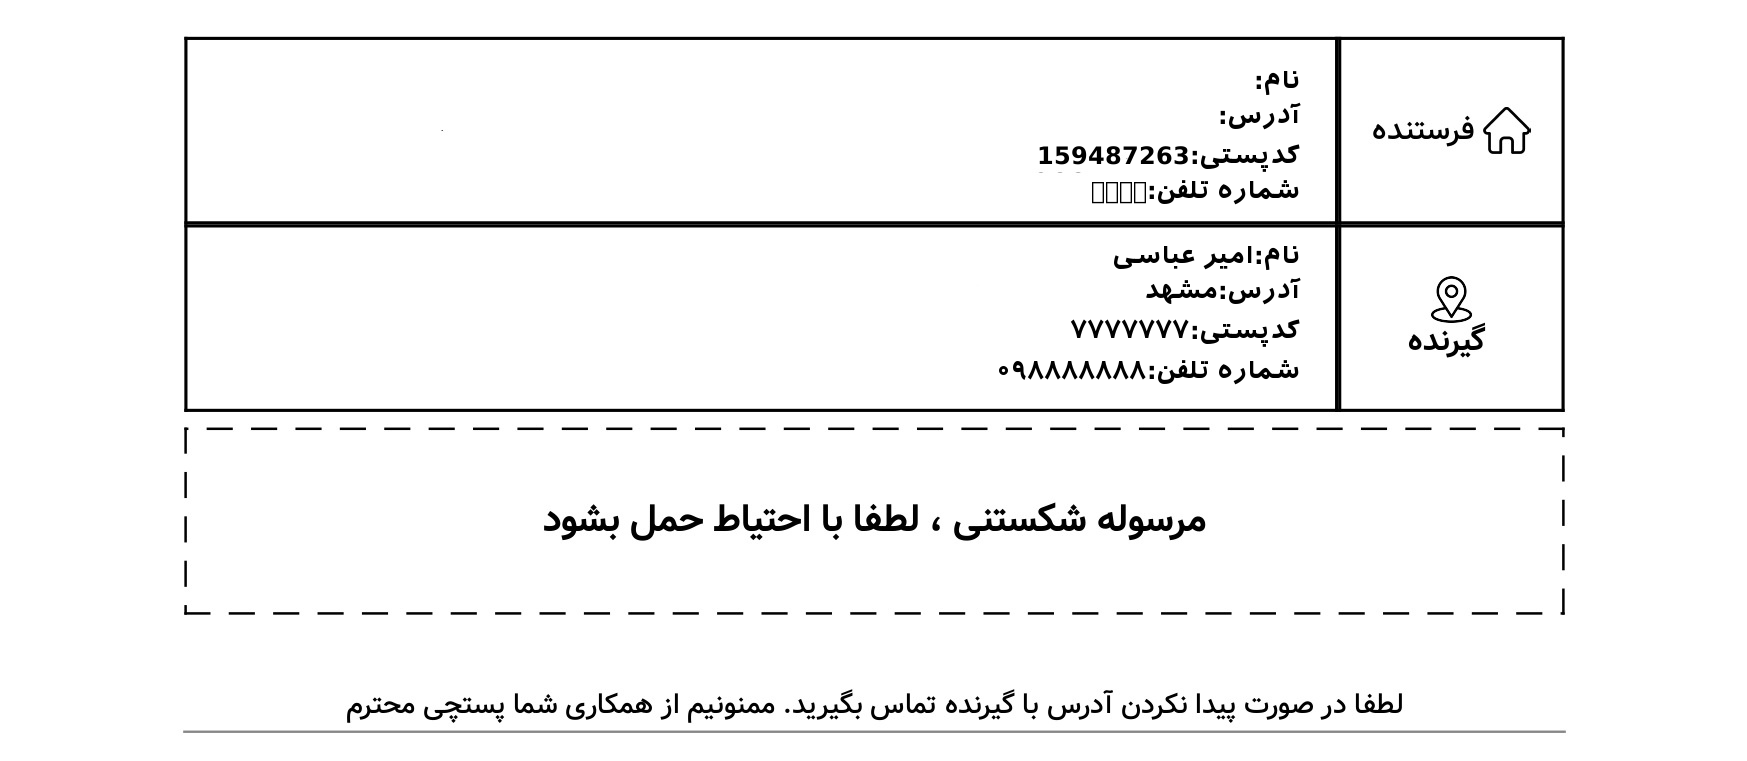 فرستنده
نام:
آدرس:
کدپستی:159487263
شماره تلفن:
گیرنده
نام:امیر عباسی
آدرس:مشهد
کدپستی:۷۷۷۷۷۷۷
شماره تلفن:۰۹۸۸۸۸۸۸۸
مرسوله شکستنی ، لطفا با احتیاط حمل بشود
لطفا در صورت پیدا نکردن آدرس با گیرنده تماس بگیرید. ممنونیم از همکاری شما پستچی محترم